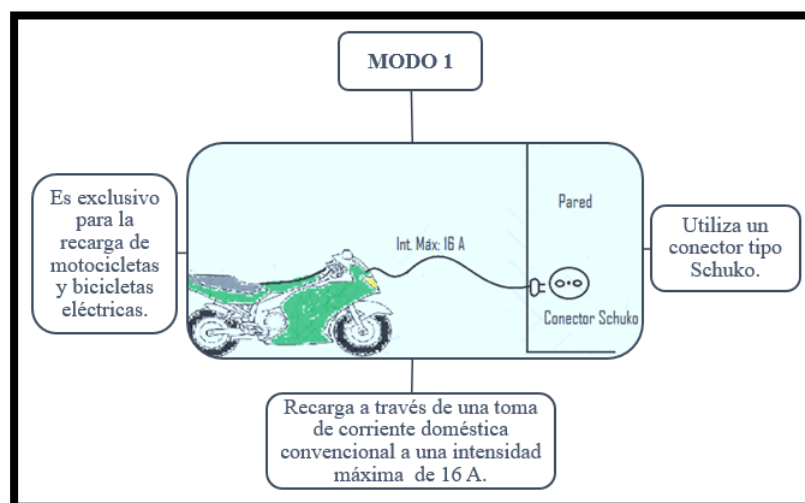 MODO 1
Es exclusivo
para la
recarga de
motocicletas
y bicicletas
eléctricas.
Int. Máx: 16 A
Pared
Conector Schuko
Utiliza un
conector tipo
Schuko.
Recarga a través de una toma
de corriente doméstica
convencional a una intensidad
máxima de 16 A.